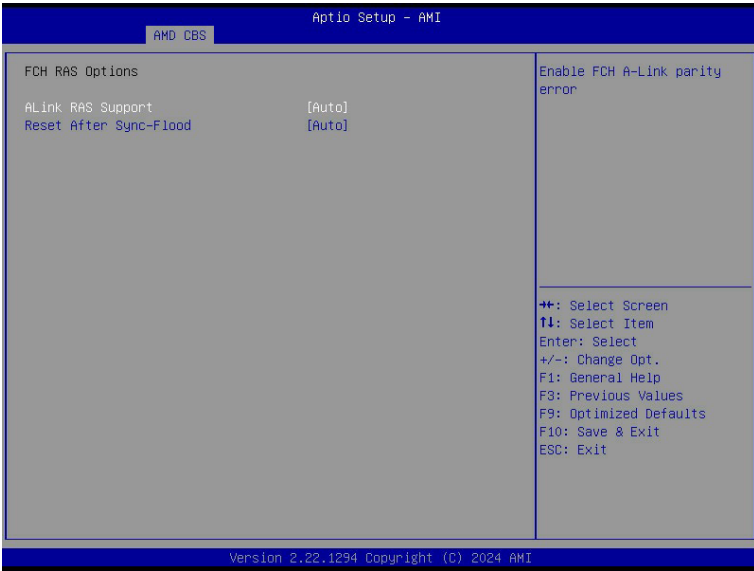 Aptio Setup – AMI
AMD CBS
FCH RAS Options
ALink RAS Support [Auto]
Reset After Sync-Flood [Auto]
Enable FCH A-Link parity
error
→←: Select Screen
↑↓: Select Item
Enter: Select
+/-: Change Opt.
F1: General Help
F3: Previous Values
F9: Optimized Defaults
F10: Save & Exit
ESC: Exit
Version 2.22.1294 Copyright (C) 2024 AMI